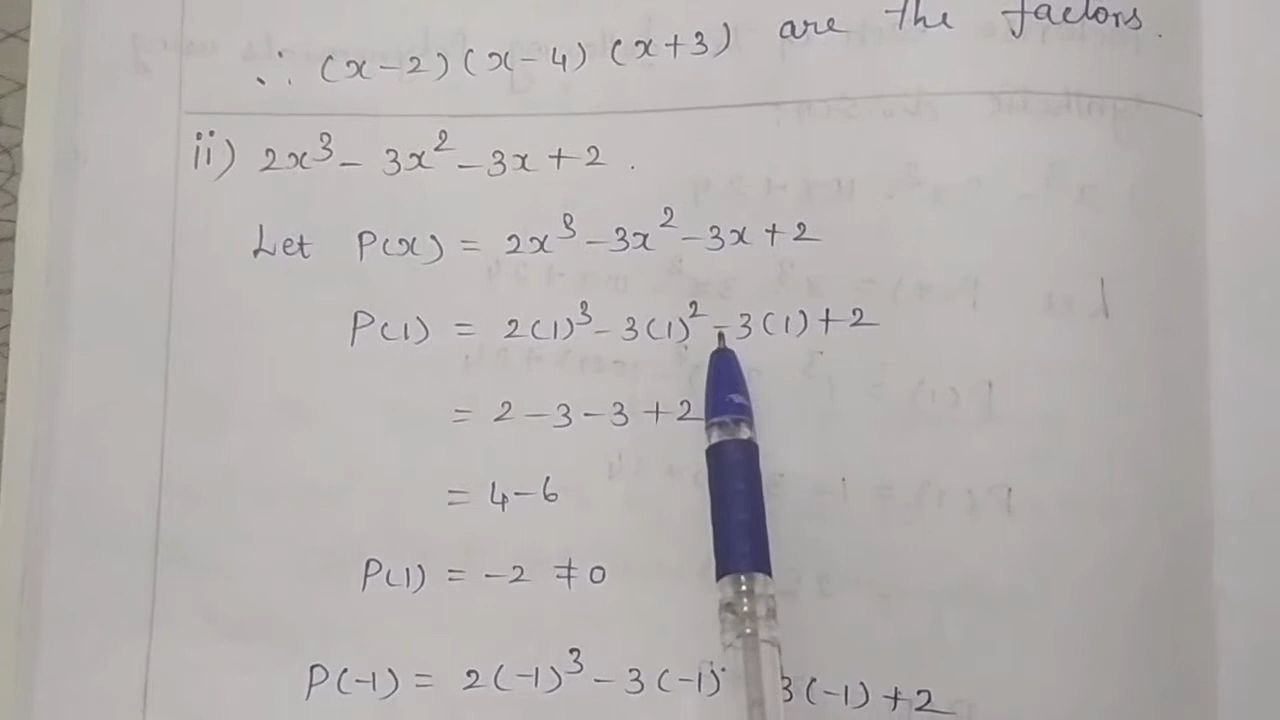 ∴ (x-2)(x-4)(x+3) are the factors.
ii) 2x³ - 3x² - 3x + 2.
Let P(x) = 2x³ - 3x² - 3x + 2
P(1) = 2(1)³ - 3(1)² - 3(1) + 2
= 2 - 3 - 3 + 2
= 4 - 6
P(1) = -2 ≠ 0
P(-1) = 2(-1)³ - 3(-1) 3(-1) + 2